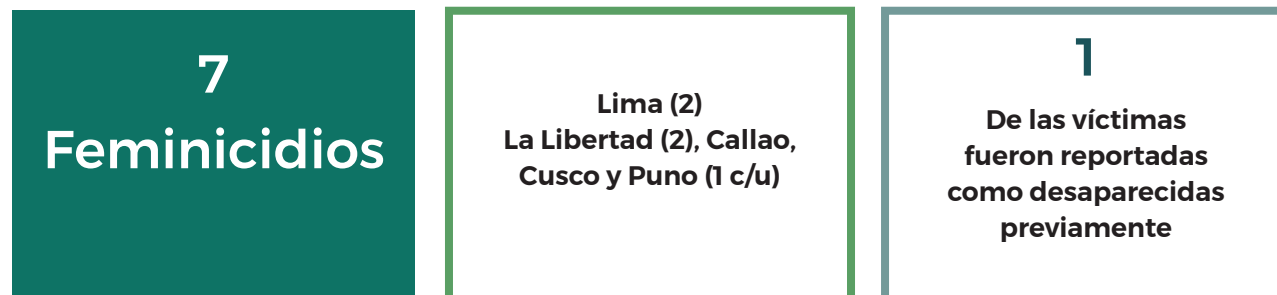 7
Feminicidios
Lima (2)
La Libertad (2), Callao,
Cusco y Puno (1 c/u)
1
De las víctimas
fueron reportadas
como desaparecidas
previamente